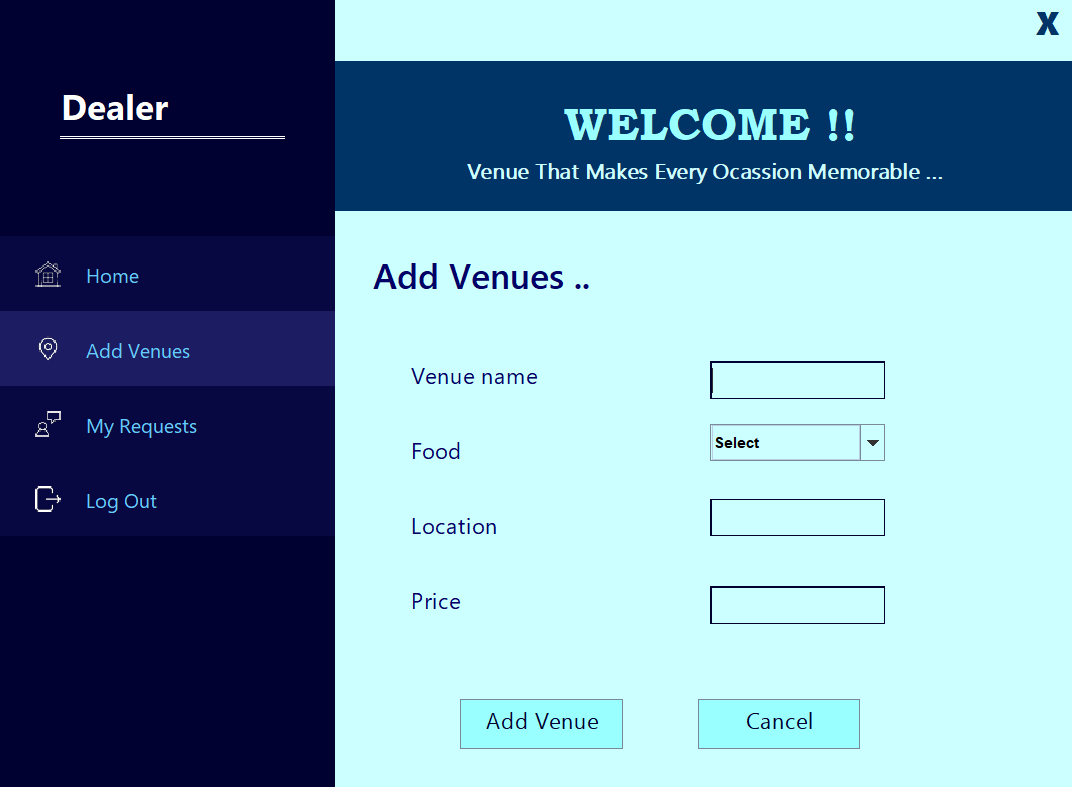 X
Dealer
WELCOME !!
Venue That Makes Every Ocassion Memorable ...
Home
Add Venues
My Requests
Log Out
Add Venues ..
Venue name
Food
Select
Location
Price
Add Venue
Cancel